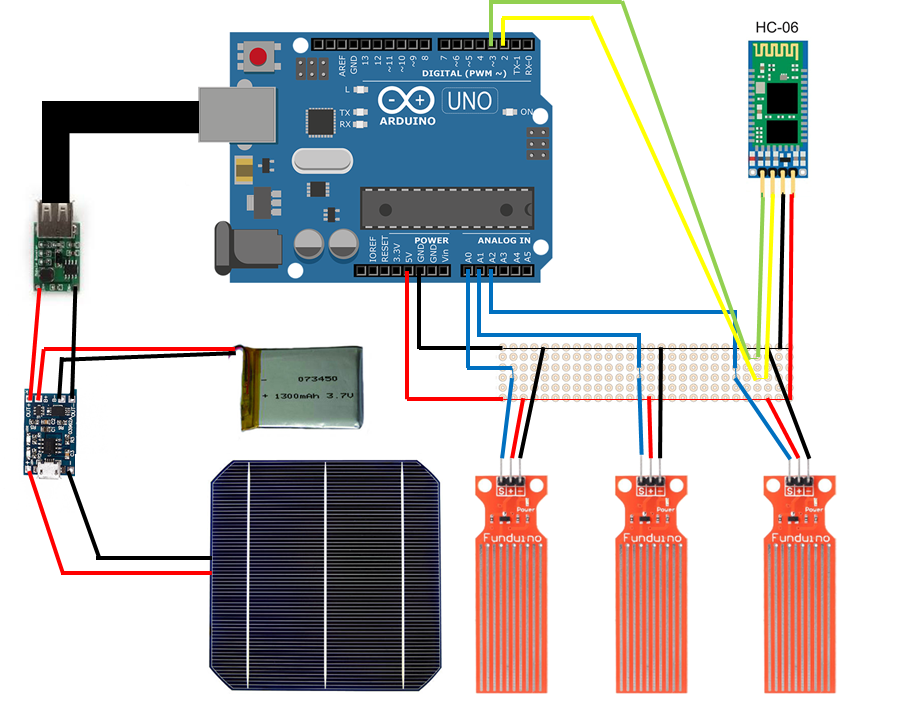 HC-06
AREF
GND
13
12
~11
~10
~9
8
7
~6
~5
4
~3
2
TX-1
RX-0
DIGITAL (PWM ~)
L
TX
RX
UNO
ARDUINO
ON
POWER
ANALOG IN
IOREF
RESET
3.3V
5V
GND
GND
Vin
A0
A1
A2
A3
A4
A5
- 073450
+ 1300mAh 3.7V
S + -
Power
Funduino
S + -
Power
Funduino
S + -
Power
Funduino